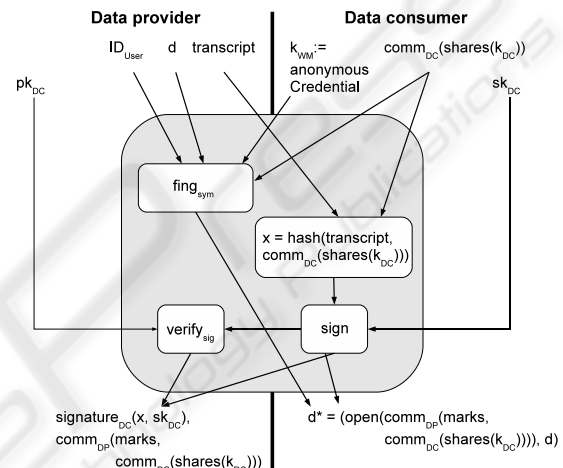 Data provider Data consumer
ID_User d transcript k_WM:= comm_DC(shares(k_DC))
anonymous
Credential
pk_DC sk_DC
fing_sym
x = hash(transcript,
comm_DC(shares(k_DC)))
verify_sig sign
signature_DC(x, sk_DC), d* = (open(comm_DP(marks,
comm_DP(marks, comm_DC(shares(k_DC)))), d)
comm_DC(shares(k_DC)))